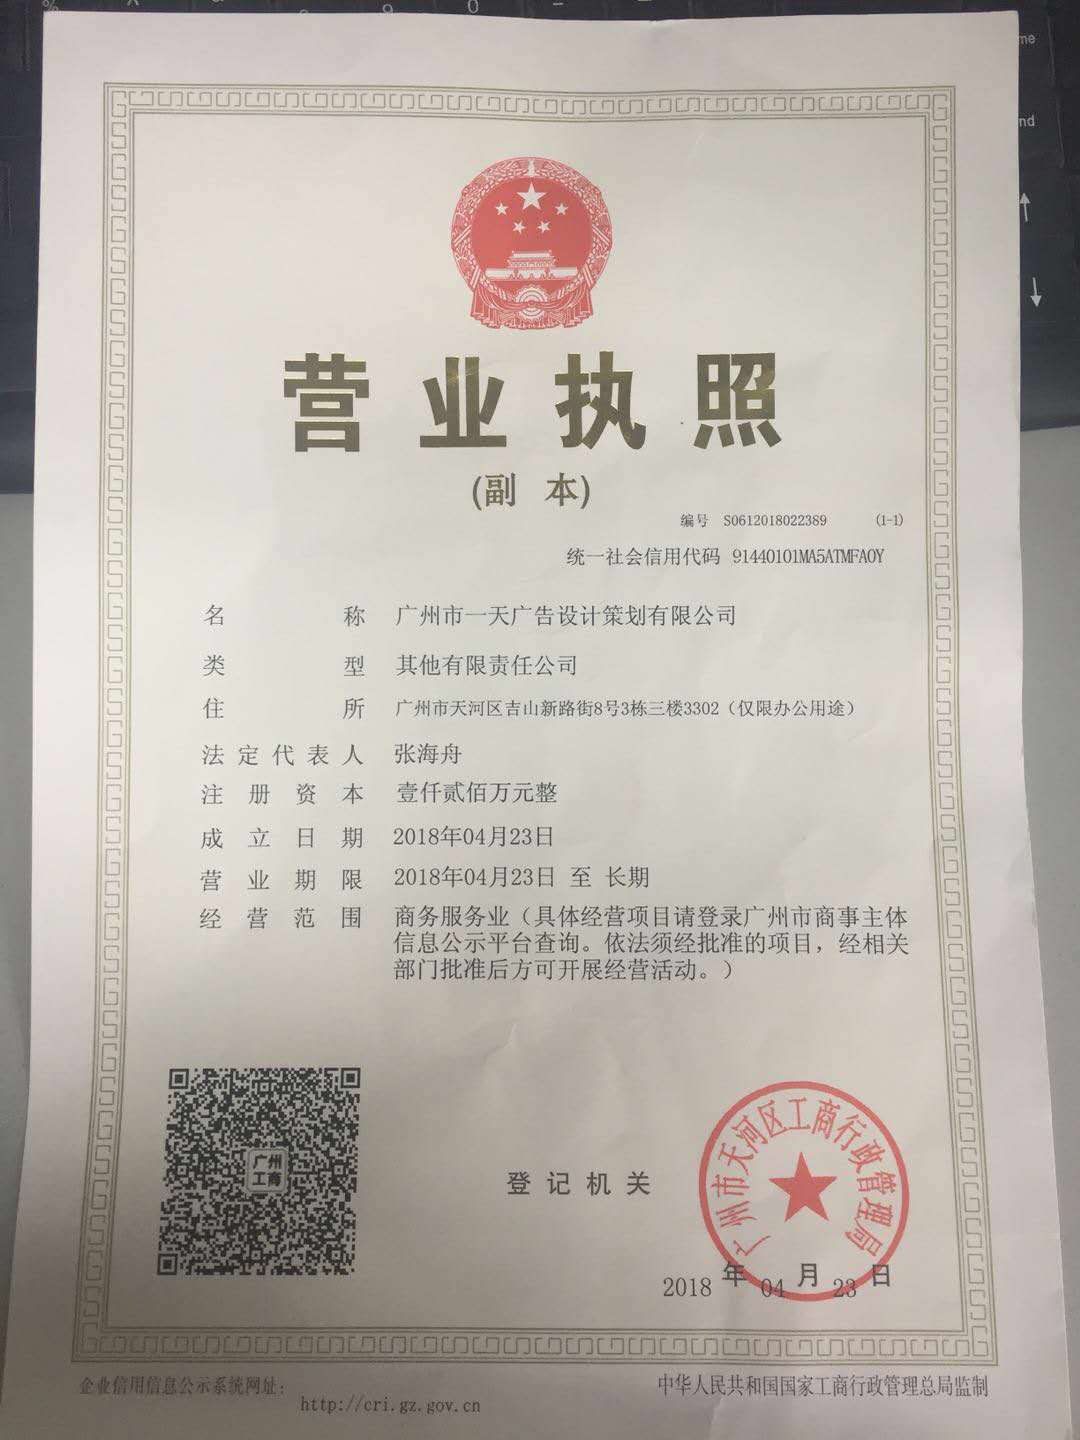 营业执照
(副 本)
编号 S0612018022389 (1-1)
统一社会信用代码 91440101MA5ATMFA0Y
名称 广州市一天广告设计策划有限公司
类型 其他有限责任公司
住所 广州市天河区吉山新路街8号3栋三楼3302（仅限办公用途）
法定代表人 张海舟
注册资本 壹仟贰佰万元整
成立日期 2018年04月23日
营业期限 2018年04月23日 至 长期
经营范围 商务服务业（具体经营项目请登录广州市商事主体
信息公示平台查询。依法须经批准的项目，经相关
部门批准后方可开展经营活动。）
广州
工商
登记机关
广州市天河区工商行政管理局
2018 年 04 月 23 日
企业信用信息公示系统网址：
http://cri.gz.gov.cn
中华人民共和国国家工商行政管理总局监制